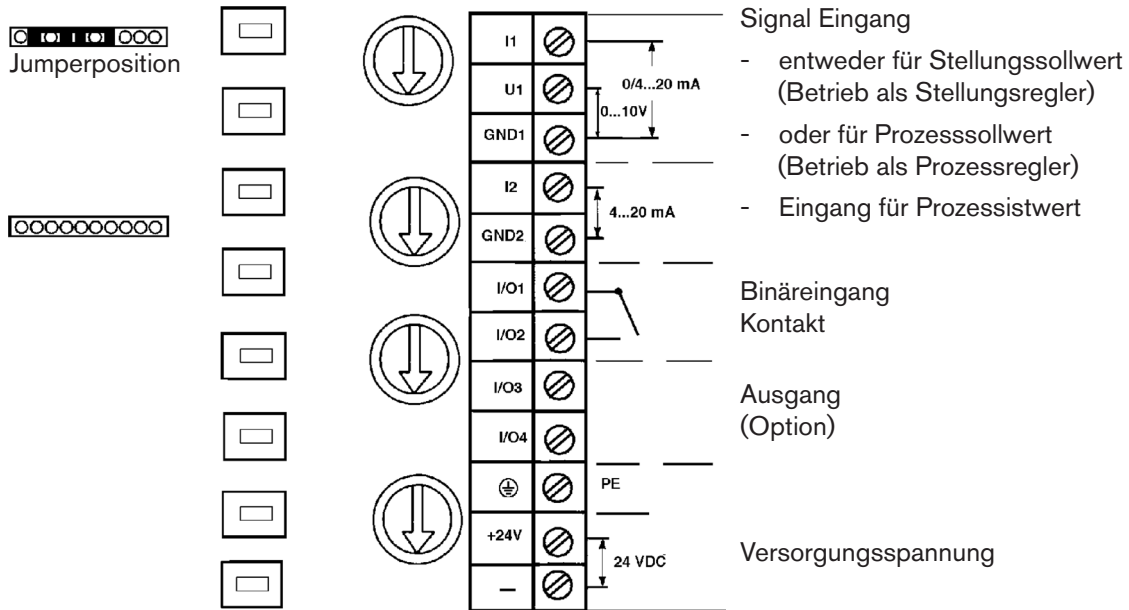 Jumperposition
I1
U1
GND1
I2
GND2
I/O1
I/O2
I/O3
I/O4
+24V
–
0/4...20 mA
0...10V
4...20 mA
PE
24 VDC
Signal Eingang
- entweder für Stellungssollwert
(Betrieb als Stellungsregler)
- oder für Prozesssollwert
(Betrieb als Prozessregler)
- Eingang für Prozessistwert
Binäreingang
Kontakt
Ausgang
(Option)
Versorgungsspannung